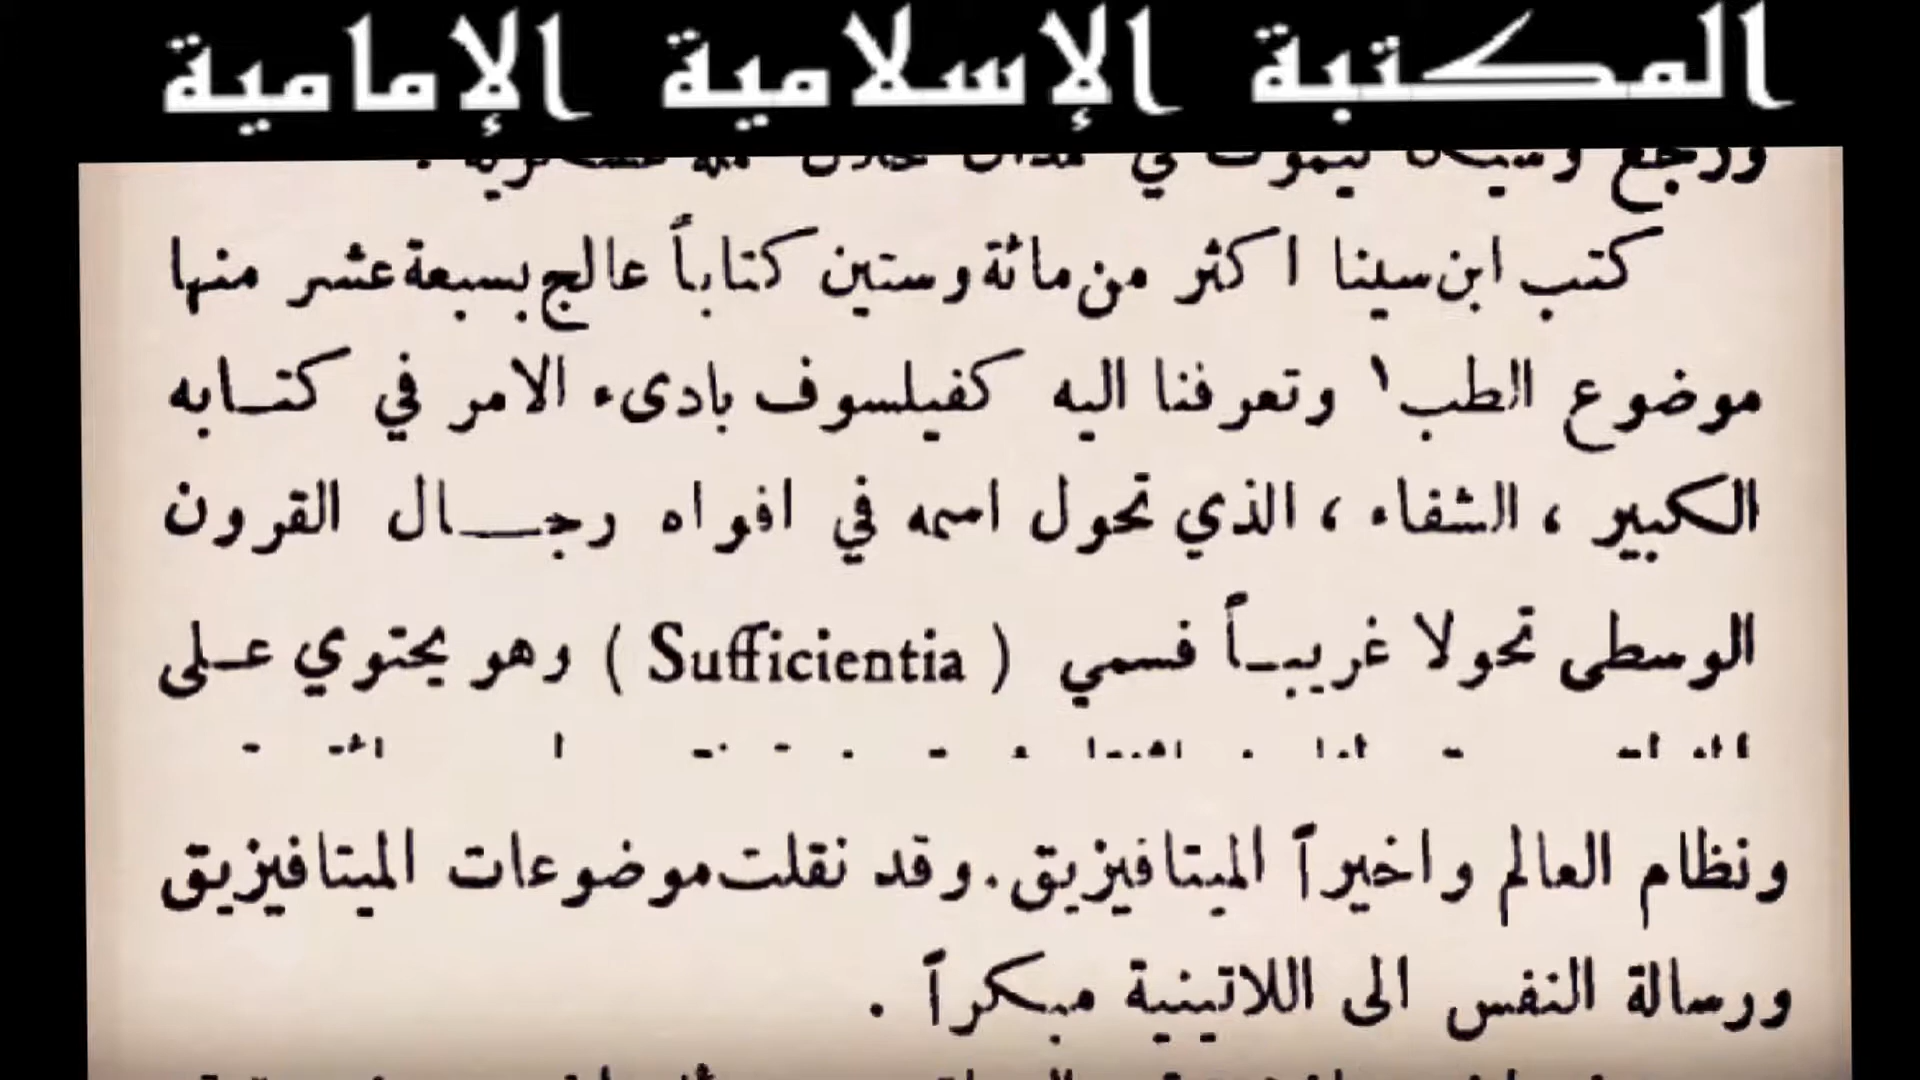 المكتبة الإسلامية الإمامية
كتب ابن سينا اكثر من مائة وستين كتاباً عالج بسبعة عشر منها
موضوع الطب١ وتعرفنا اليه كفيلسوف بادىء الامر في كتابه
الكبير ، الشفاء ، الذي تحول اسمه في افواه رجال القرون
الوسطى تحولا غريباً فسمي ( Sufficientia ) وهو يحتوي على
ونظام العالم واخيراً الميتافيزيق . وقد نقلت موضوعات الميتافيزيق
ورسالة النفس الى اللاتينية مبكراً .